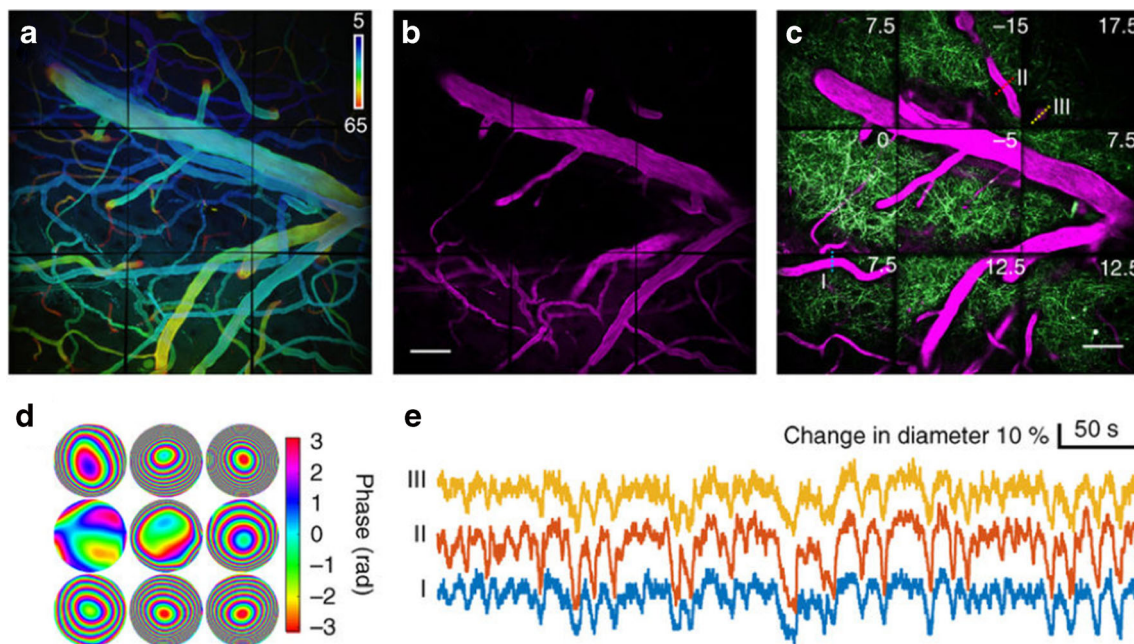 a
5
65
b
c
7.5
–15
17.5
II
III
0
–5
7.5
I
7.5
12.5
12.5
d
3
2
1
0
–1
–2
–3
Phase (rad)
e
Change in diameter 10 %
50 s
III
II
I